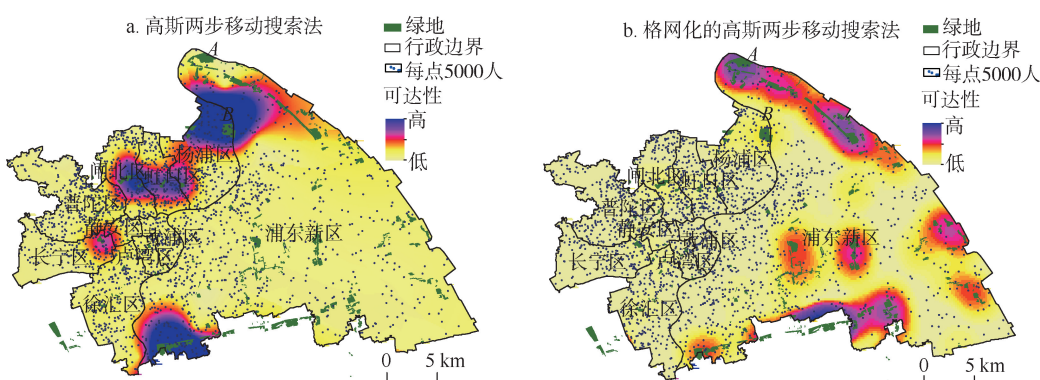 a. 高斯两步移动搜索法
绿地
行政边界
每点5000人
可达性
高
低
A
B
杨浦区
闸北区
虹口区
普陀区
静安区
黄浦区
长宁区
卢湾区
浦东新区
徐汇区
0 5 km
b. 格网化的高斯两步移动搜索法
绿地
行政边界
每点5000人
可达性
高
低
A
B
杨浦区
闸北区
虹口区
普陀区
静安区
黄浦区
长宁区
卢湾区
浦东新区
徐汇区
0 5 km